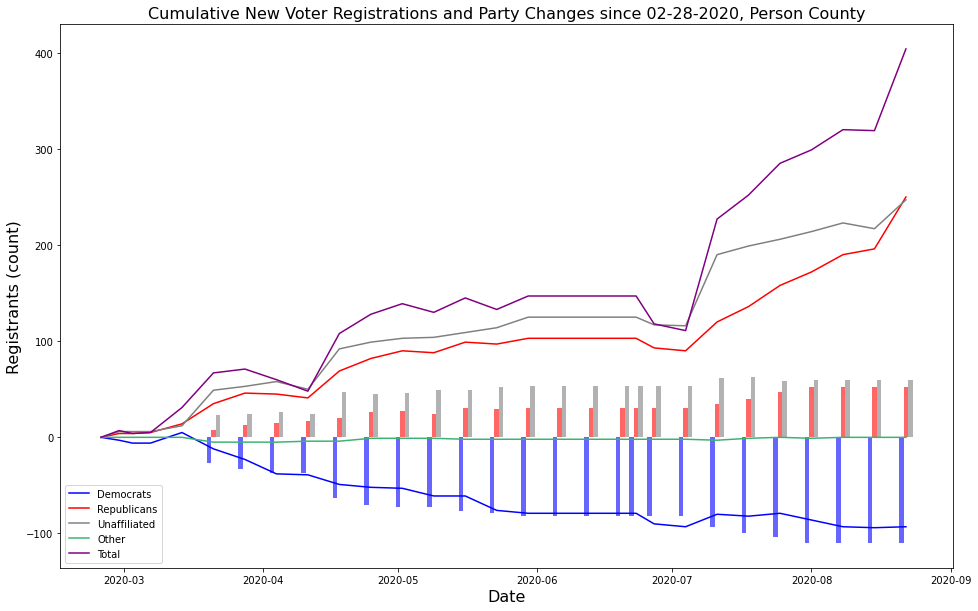 Cumulative New Voter Registrations and Party Changes since 02-28-2020, Person County
Registrants (count)
400
300
200
100
0
−100
Democrats
Republicans
Unaffiliated
Other
Total
2020-03
2020-04
2020-05
2020-06
2020-07
2020-08
2020-09
Date